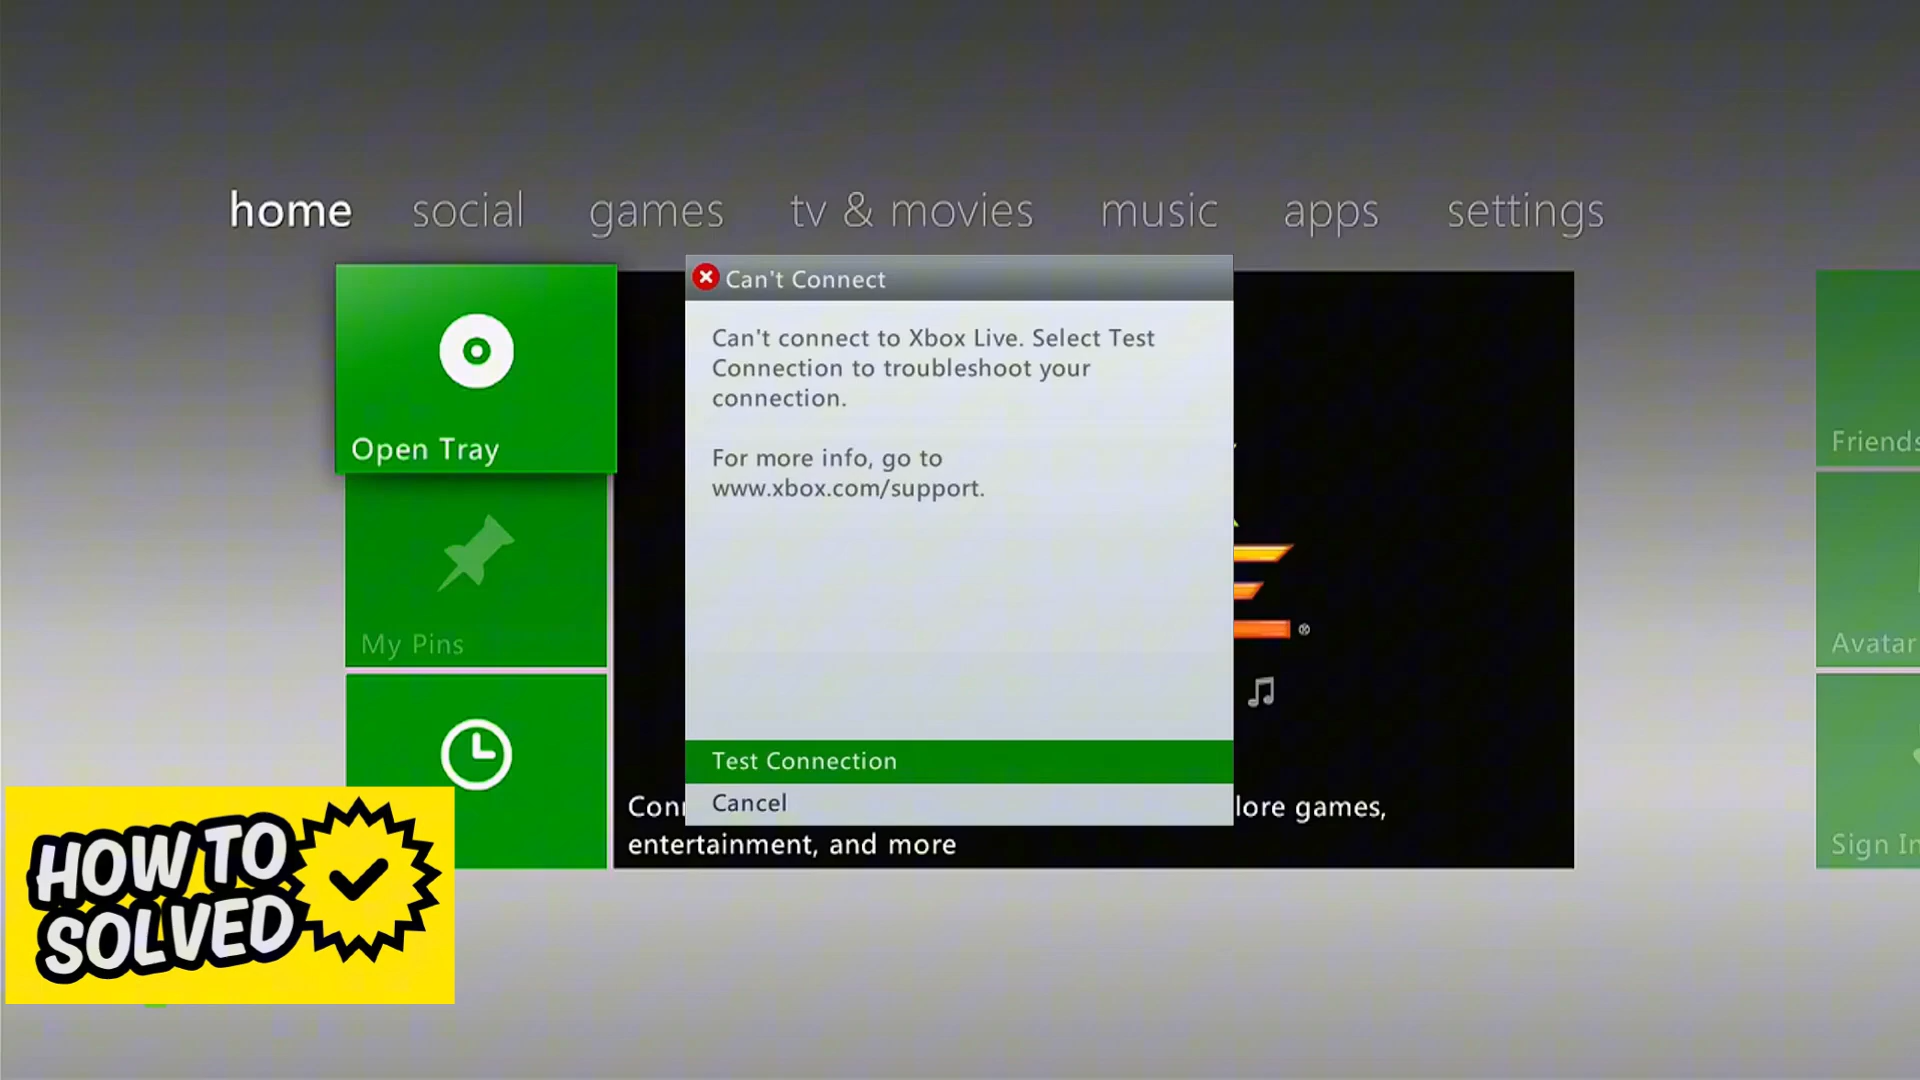 home social games tv & movies music apps settings
Can't Connect
Can't connect to Xbox Live. Select Test
Connection to troubleshoot your
connection.
For more info, go to
www.xbox.com/support.
Test Connection
Cancel
Open Tray
My Pins
lore games,
entertainment, and more
®
Friends
Avatar
Sign In
HOW TO
SOLVED